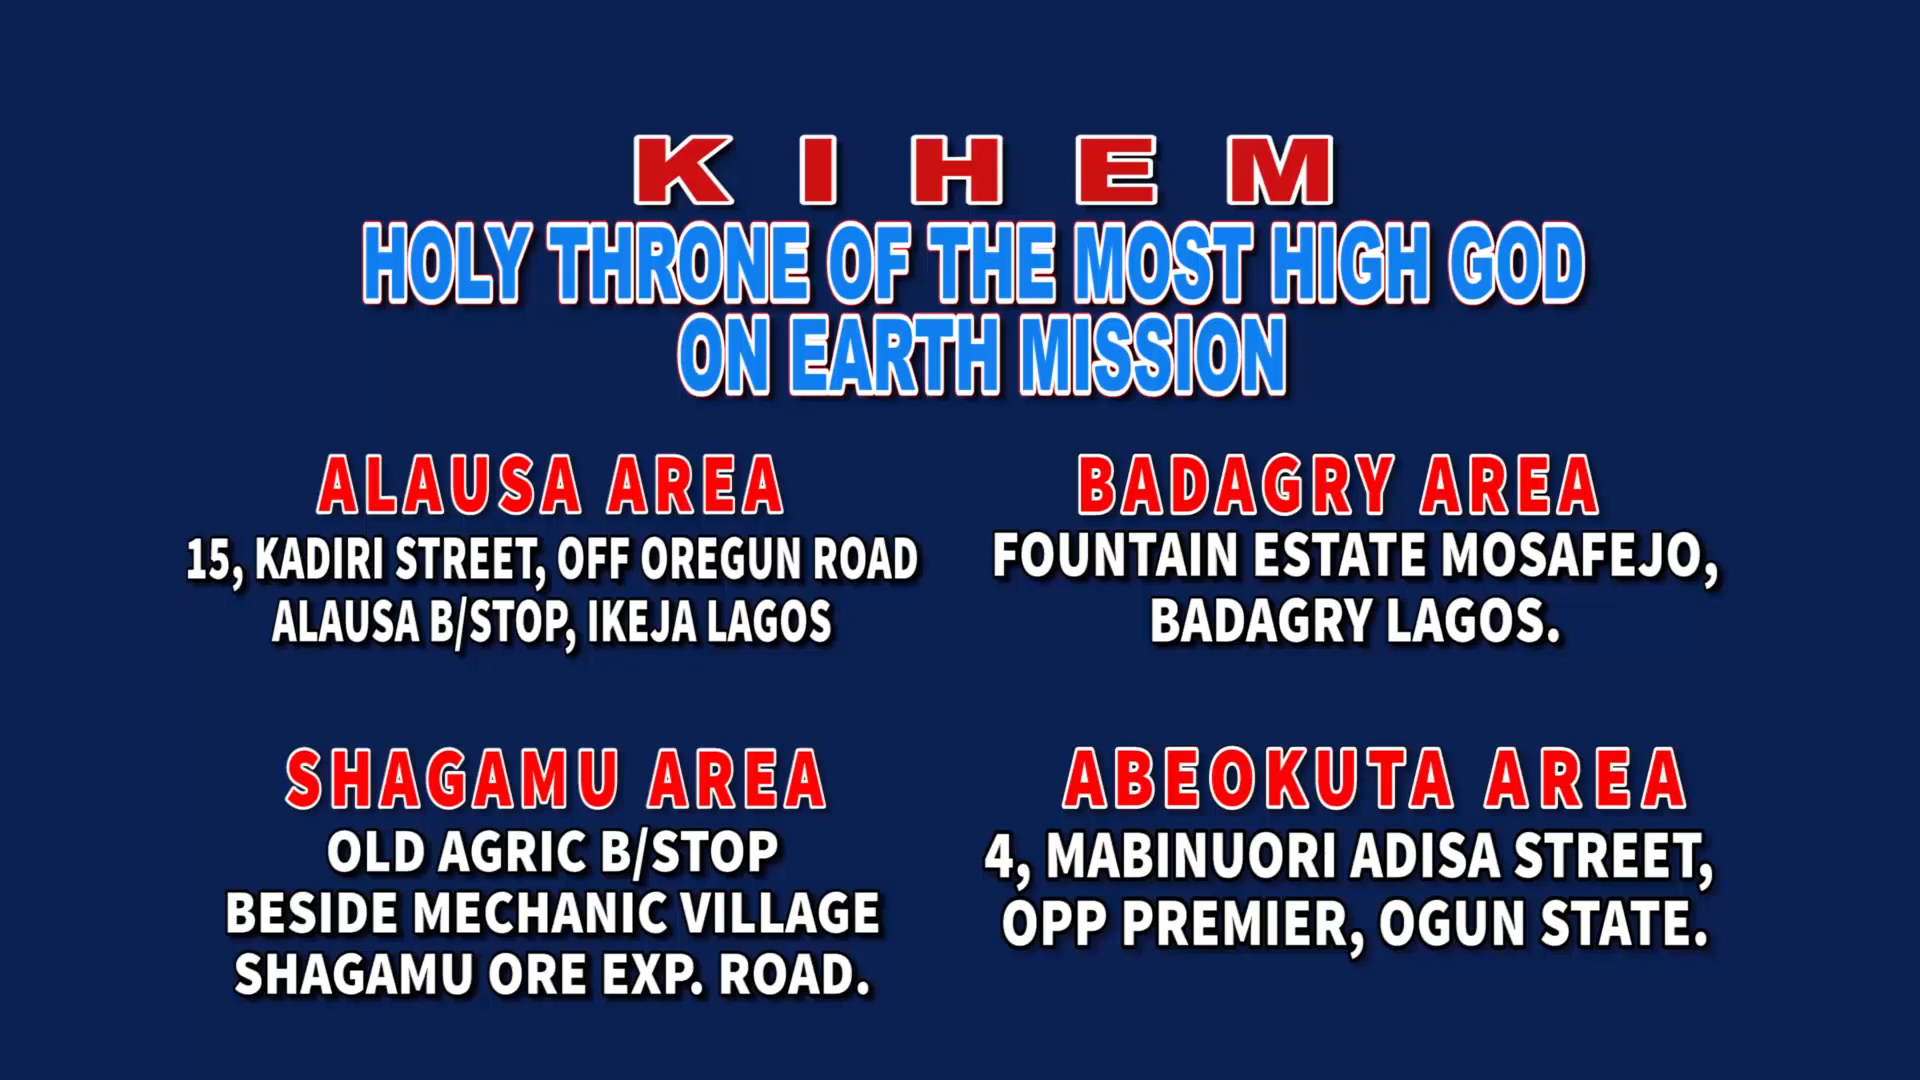 K I H E M
HOLY THRONE OF THE MOST HIGH GOD
ON EARTH MISSION
ALAUSA AREA
15, KADIRI STREET, OFF OREGUN ROAD
ALAUSA B/STOP, IKEJA LAGOS
BADAGRY AREA
FOUNTAIN ESTATE MOSAFEJO,
BADAGRY LAGOS.
SHAGAMU AREA
OLD AGRIC B/STOP
BESIDE MECHANIC VILLAGE
SHAGAMU ORE EXP. ROAD.
ABEOKUTA AREA
4, MABINUORI ADISA STREET,
OPP PREMIER, OGUN STATE.